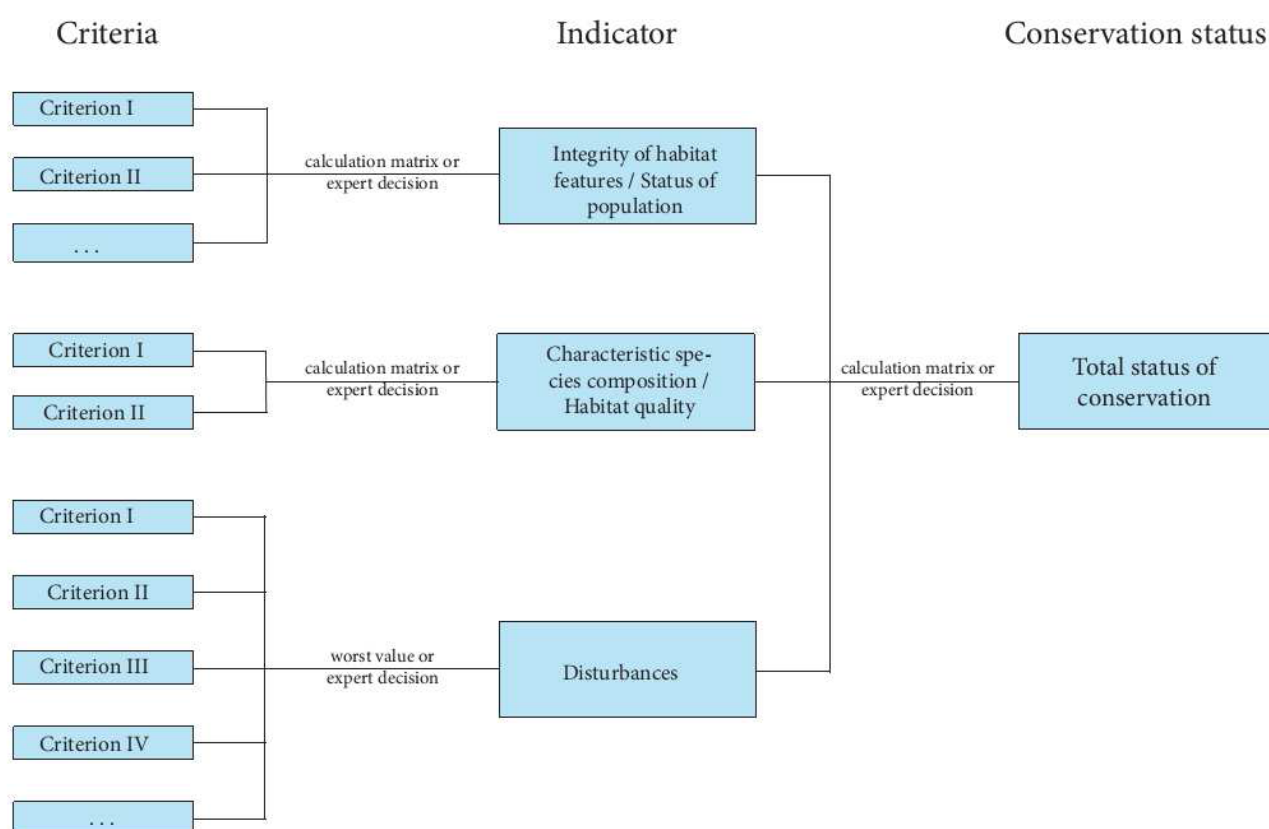 Criteria
Indicator
Conservation status
Criterion I
Criterion II
. . .
calculation matrix or
expert decision
Integrity of habitat
features / Status of
population
Criterion I
Criterion II
calculation matrix or
expert decision
Characteristic spe-
cies composition /
Habitat quality
calculation matrix or
expert decision
Total status of
conservation
Criterion I
Criterion II
Criterion III
Criterion IV
. . .
worst value or
expert decision
Disturbances